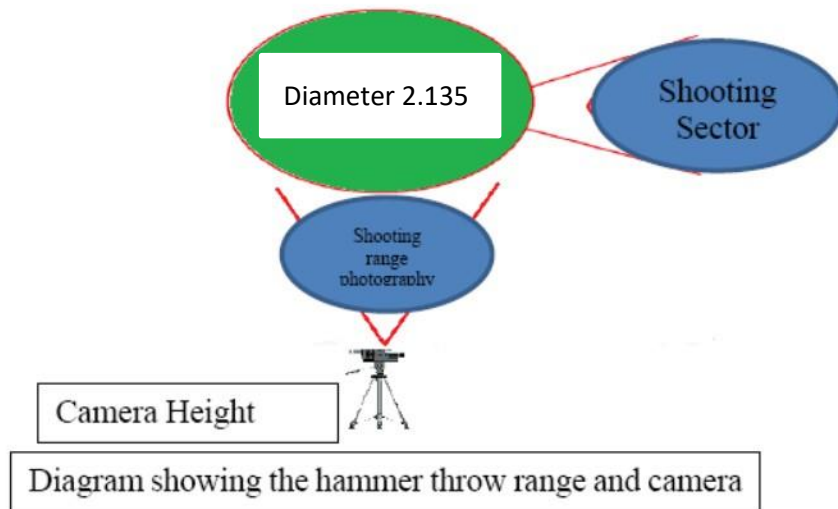 Diameter 2.135
Shooting
Sector
Shooting
range
photography
Camera Height
Diagram showing the hammer throw range and camera